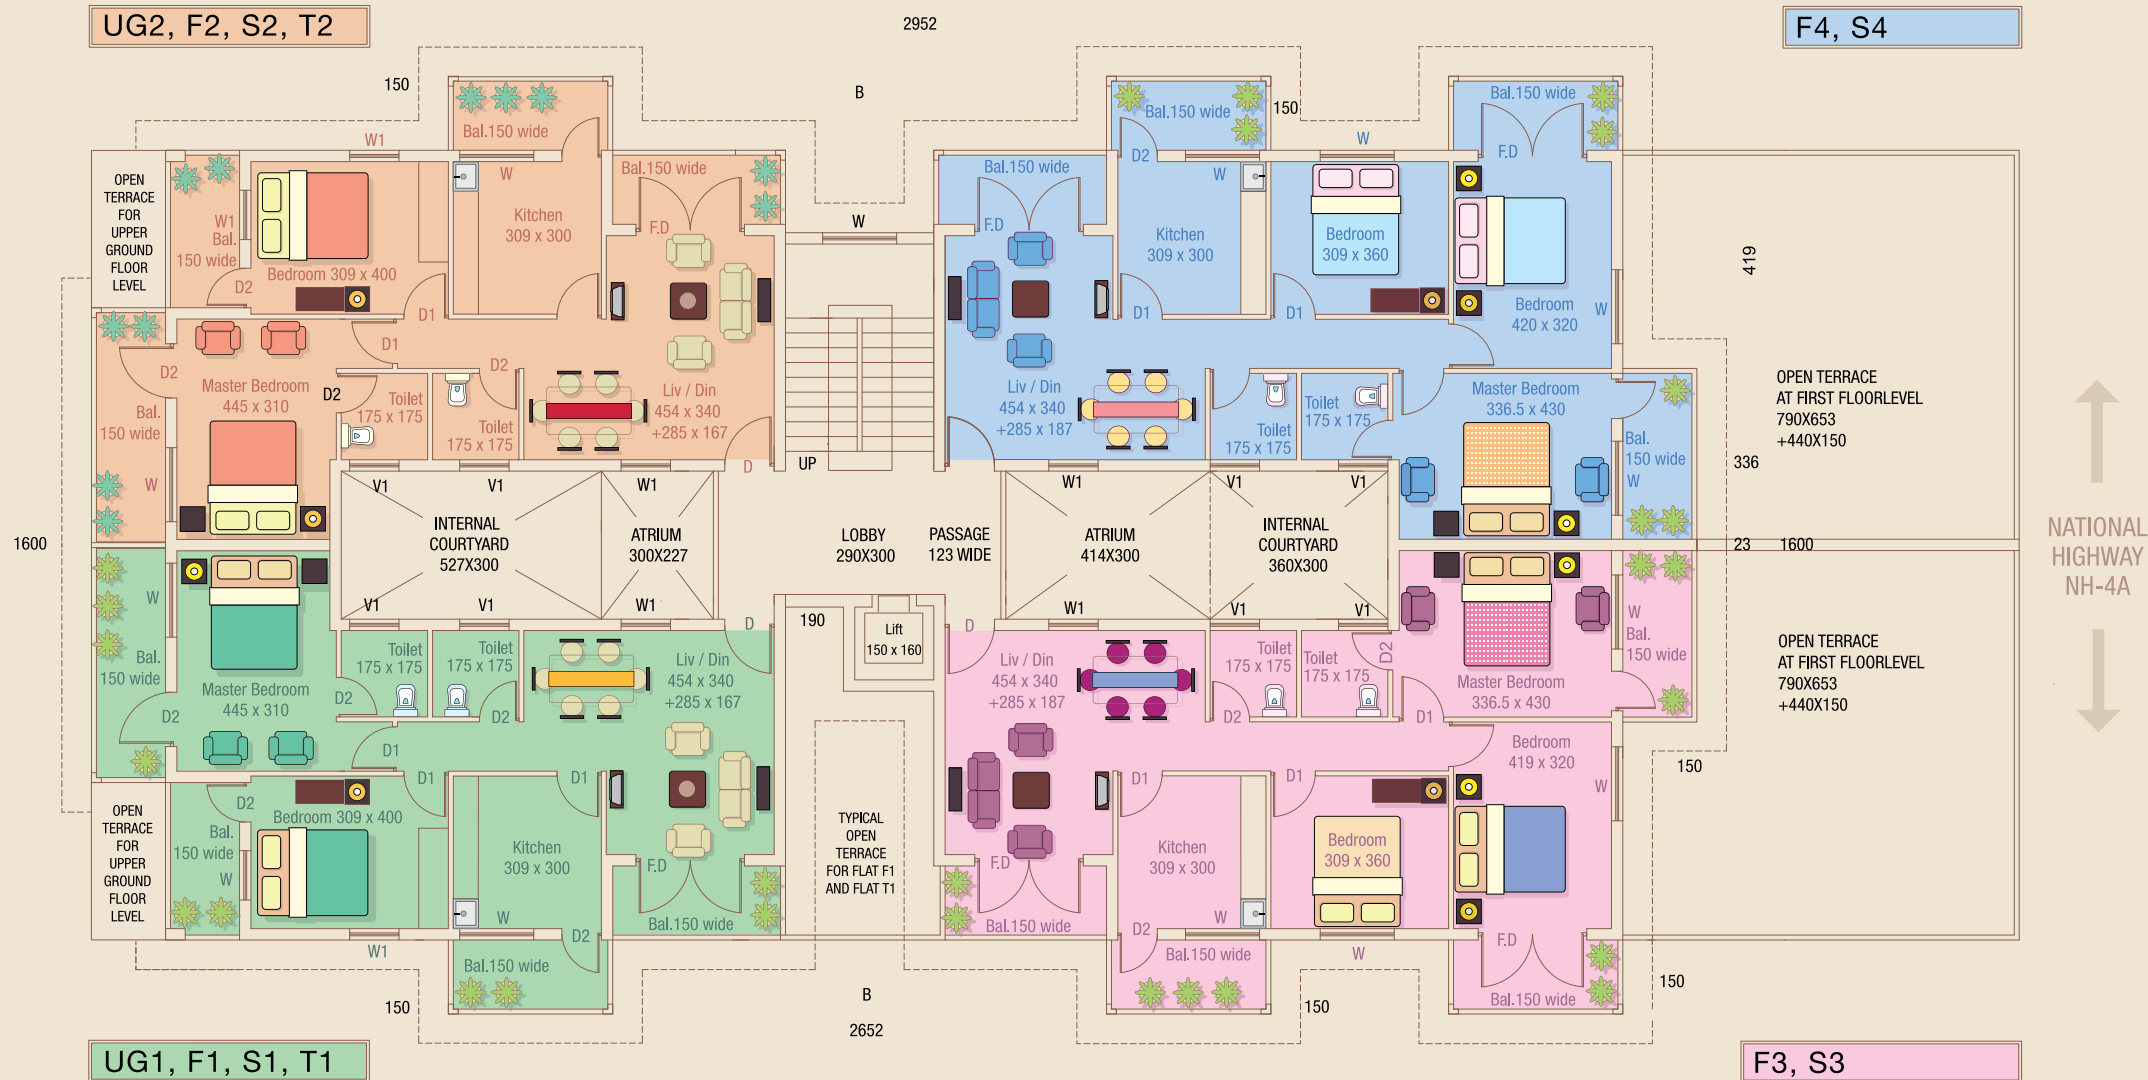 UG2, F2, S2, T2
2952
F4, S4
150
B
Bal.150 wide
150
Bal.150 wide
Bal.150 wide
Bal.150 wide
W1
D2
W
F.D
OPEN
TERRACE
FOR
UPPER
GROUND
FLOOR
LEVEL
W1
Bal.
150 wide
D2
Bedroom 309 x 400
D1
W
Kitchen
309 x 300
Bal.150 wide
F.D
W
Bal.150 wide
F.D
W
Kitchen
309 x 300
D1
Bedroom
309 x 360
D1
Bedroom
420 x 320
W
419
D2
D1
Master Bedroom
445 x 310
D2
Bal.
150 wide
W
Toilet
175 x 175
D2
Toilet
175 x 175
Liv / Din
454 x 340
+285 x 167
D
UP
Liv / Din
454 x 340
+285 x 187
Toilet
175 x 175
Toilet
175 x 175
Master Bedroom
336.5 x 430
Bal.
150 wide
W
OPEN TERRACE
AT FIRST FLOORLEVEL
790X653
+440X150
336
1600
V1
V1
W1
INTERNAL
COURTYARD
527X300
ATRIUM
300X227
V1
V1
W1
LOBBY
290X300
PASSAGE
123 WIDE
W1
V1
V1
ATRIUM
414X300
INTERNAL
COURTYARD
360X300
W1
V1
V1
23
1600
NATIONAL
HIGHWAY
NH-4A
W
Bal.
150 wide
D2
Master Bedroom
445 x 310
Toilet
175 x 175
D2
Toilet
175 x 175
D2
D1
Liv / Din
454 x 340
+285 x 167
D
190
Lift
150 x 160
D
Liv / Din
454 x 340
+285 x 187
Toilet
175 x 175
D2
Toilet
175 x 175
D2
Master Bedroom
336.5 x 430
D1
W
Bal.
150 wide
OPEN TERRACE
AT FIRST FLOORLEVEL
790X653
+440X150
150
OPEN
TERRACE
FOR
UPPER
GROUND
FLOOR
LEVEL
D2
D1
Bedroom 309 x 400
Bal.
150 wide
W
W1
D1
Kitchen
309 x 300
W
D2
F.D
Bal.150 wide
TYPICAL
OPEN
TERRACE
FOR FLAT F1
AND FLAT T1
F.D
Bal.150 wide
D1
Kitchen
309 x 300
W
D2
D1
Bedroom
309 x 360
W
Bedroom
419 x 320
W
F.D
Bal.150 wide
Bal.150 wide
150
B
2652
Bal.150 wide
150
150
UG1, F1, S1, T1
F3, S3